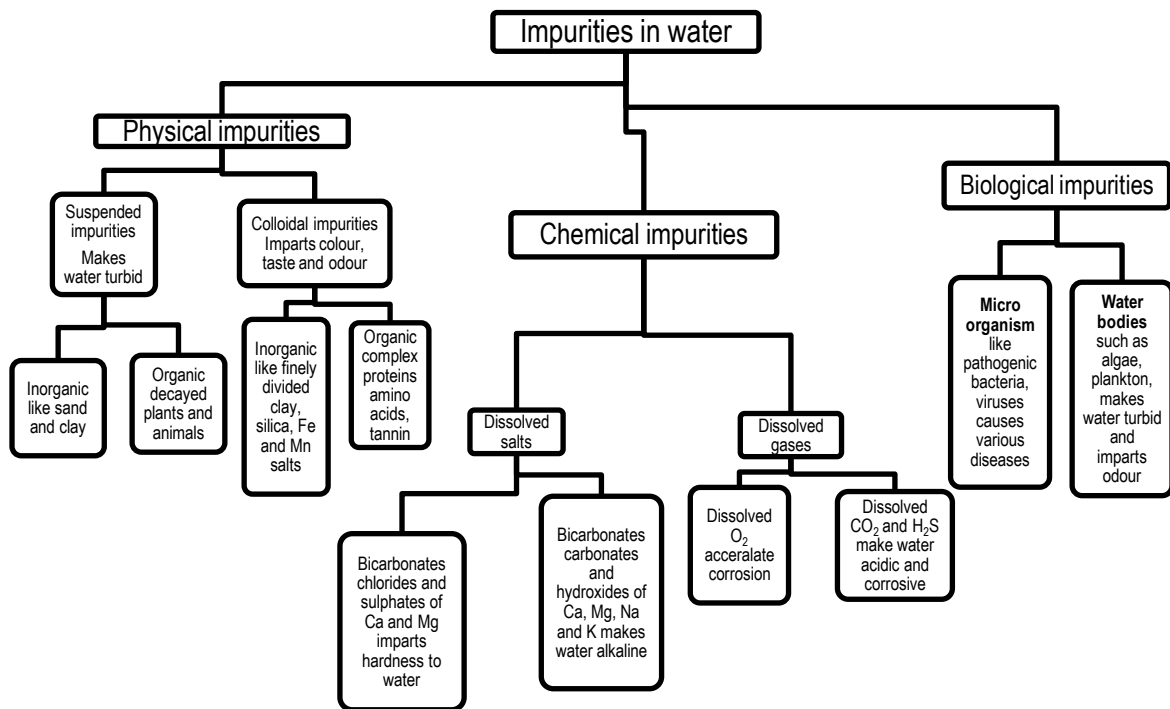 Impurities in water
Physical impurities
Suspended
impurities
Makes
water turbid
Inorganic
like sand
and clay
Organic
decayed
plants and
animals
Colloidal impurities
Imparts colour,
taste and odour
Inorganic
like finely
divided
clay,
silica, Fe
and Mn
salts
Organic
complex
proteins
amino
acids,
tannin
Chemical impurities
Dissolved
salts
Bicarbonates
chlorides and
sulphates of
Ca and Mg
imparts
hardness to
water
Bicarbonates
carbonates
and
hydroxides of
Ca, Mg, Na
and K makes
water alkaline
Dissolved
gases
Dissolved
O₂
acceralate
corrosion
Dissolved
CO₂ and H₂S
make water
acidic and
corrosive
Biological impurities
Micro
organism
like
pathogenic
bacteria,
viruses
causes
various
diseases
Water
bodies
such as
algae,
plankton,
makes
water turbid
and
imparts
odour